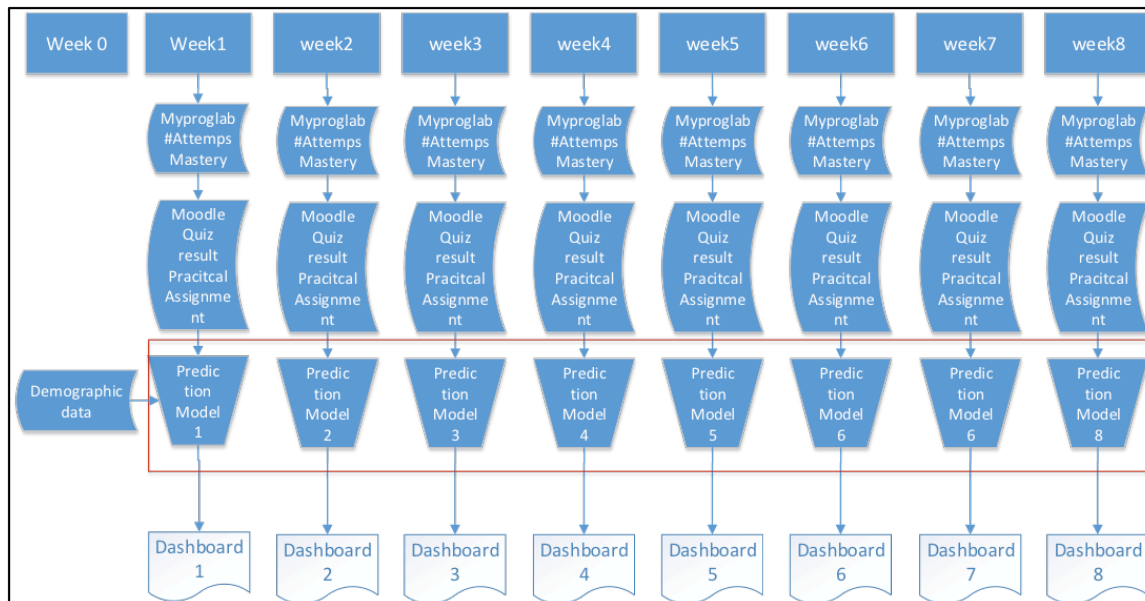 Week 0
Week1
week2
week3
week4
week5
week6
week7
week8
Myproglab
#Attemps
Mastery
Myproglab
#Attemps
Mastery
Myproglab
#Attemps
Mastery
Myproglab
#Attemps
Mastery
Myproglab
#Attemps
Mastery
Myproglab
#Attemps
Mastery
Myproglab
#Attemps
Mastery
Myproglab
#Attemps
Mastery
Moodle
Quiz
result
Pracitcal
Assignme
nt
Moodle
Quiz
result
Pracitcal
Assignme
nt
Moodle
Quiz
result
Pracitcal
Assignme
nt
Moodle
Quiz
result
Pracitcal
Assignme
nt
Moodle
Quiz
result
Pracitcal
Assignme
nt
Moodle
Quiz
result
Pracitcal
Assignme
nt
Moodle
Quiz
result
Pracitcal
Assignme
nt
Moodle
Quiz
result
Pracitcal
Assignme
nt
Demographic
data
Predic
tion
Model
1
Predic
tion
Model
2
Predic
tion
Model
3
Predic
tion
Model
4
Predic
tion
Model
5
Predic
tion
Model
6
Predic
tion
Model
6
Predic
tion
Model
8
Dashboard
1
Dashboard
2
Dashboard
3
Dashboard
4
Dashboard
5
Dashboard
6
Dashboard
7
Dashboard
8